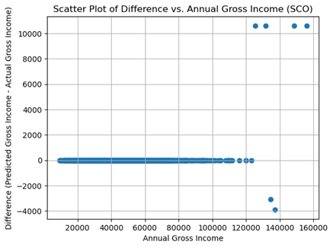 Scatter Plot of Difference vs. Annual Gross Income (SCO)
Difference (Predicted Gross Income - Actual Gross Income)
10000
8000
6000
4000
2000
0
−2000
−4000
20000 40000 60000 80000 100000 120000 140000 160000
Annual Gross Income